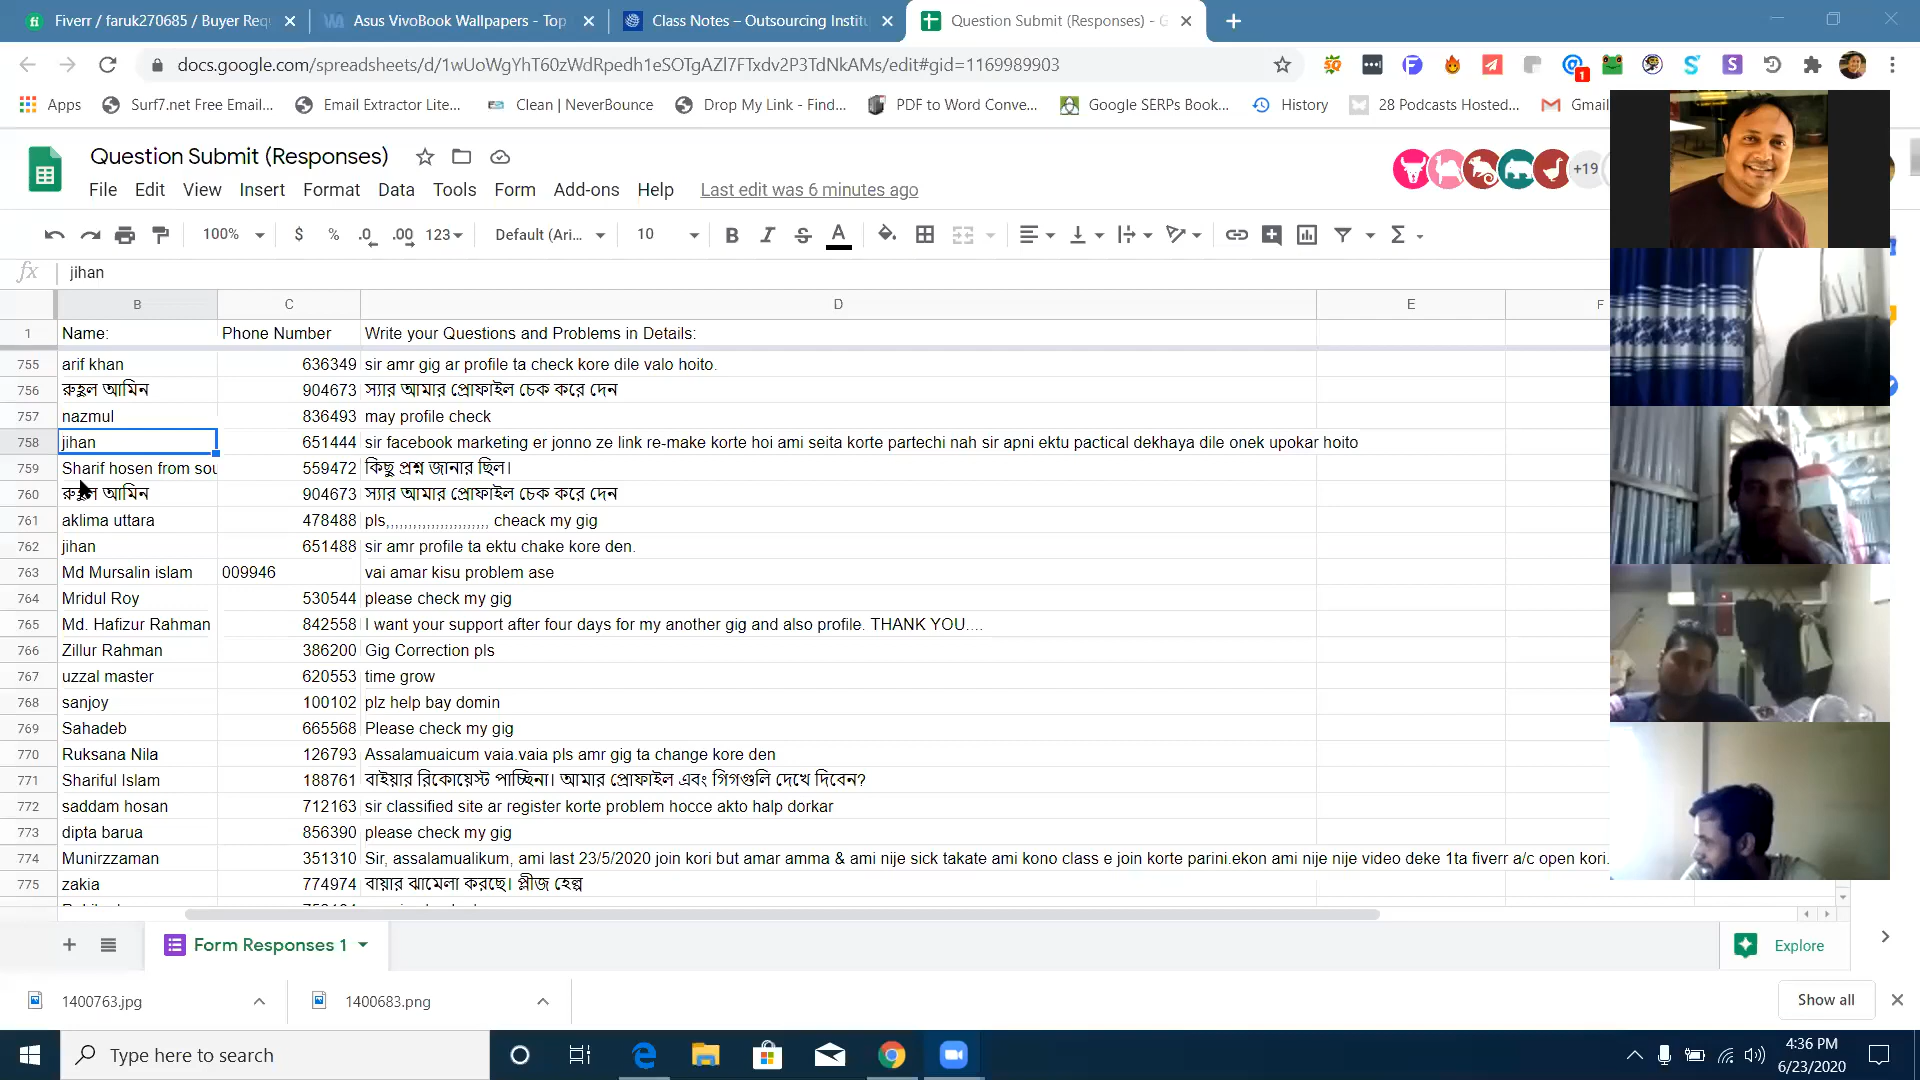 Fiverr / faruk270685 / Buyer Req
Asus VivoBook Wallpapers - Top
Class Notes – Outsourcing Institu
Question Submit (Responses) - G
docs.google.com/spreadsheets/d/1wUoWgYhT60zWdRpedh1eSOTgAZl7FTxdv2P3TdNkAMs/edit#gid=1169989903
Apps
Surf7.net Free Email...
Email Extractor Lite...
Clean | NeverBounce
Drop My Link - Find...
PDF to Word Conve...
Google SERPs Book...
History
28 Podcasts Hosted...
Gmail
Question Submit (Responses)
File Edit View Insert Format Data Tools Form Add-ons Help Last edit was 6 minutes ago
+19
100% $ % .0 .00 123 Default (Ari... 10 B I S A
fx jihan
B C D E F
1 Name: Phone Number Write your Questions and Problems in Details:
755 arif khan 636349 sir amr gig ar profile ta check kore dile valo hoito.
756 রুহুল আমিন 904673 স্যার আমার প্রোফাইল চেক করে দেন
757 nazmul 836493 may profile check
758 jihan 651444 sir facebook marketing er jonno ze link re-make korte hoi ami seita korte partechi nah sir apni ektu pactical dekhaya dile onek upokar hoito
759 Sharif hosen from sou 559472 কিছু প্রশ্ন জানার ছিল।
760 রুহুল আমিন 904673 স্যার আমার প্রোফাইল চেক করে দেন
761 aklima uttara 478488 pls,,,,,,,,,,,,,,,,,,,,,,, cheack my gig
762 jihan 651488 sir amr profile ta ektu chake kore den.
763 Md Mursalin islam 009946 vai amar kisu problem ase
764 Mridul Roy 530544 please check my gig
765 Md. Hafizur Rahman 842558 I want your support after four days for my another gig and also profile. THANK YOU....
766 Zillur Rahman 386200 Gig Correction pls
767 uzzal master 620553 time grow
768 sanjoy 100102 plz help bay domin
769 Sahadeb 665568 Please check my gig
770 Ruksana Nila 126793 Assalamuaicum vaia.vaia pls amr gig ta change kore den
771 Shariful Islam 188761 বাইয়ার রিকোয়েস্ট পাচ্ছিনা। আমার প্রোফাইল এবং গিগগুলি দেখে দিবেন?
772 saddam hosan 712163 sir classified site ar register korte problem hocce akto halp dorkar
773 dipta barua 856390 please check my gig
774 Munirzzaman 351310 Sir, assalamualikum, ami last 23/5/2020 join kori but amar amma & ami nije sick takate ami kono class e join korte parini.ekon ami nije nije video deke 1ta fiverr a/c open kori.
775 zakia 774974 বায়ার ঝামেলা করছে। প্লীজ হেল্প
Form Responses 1
Explore
1400763.jpg
1400683.png
Show all
Type here to search
4:36 PM
6/23/2020